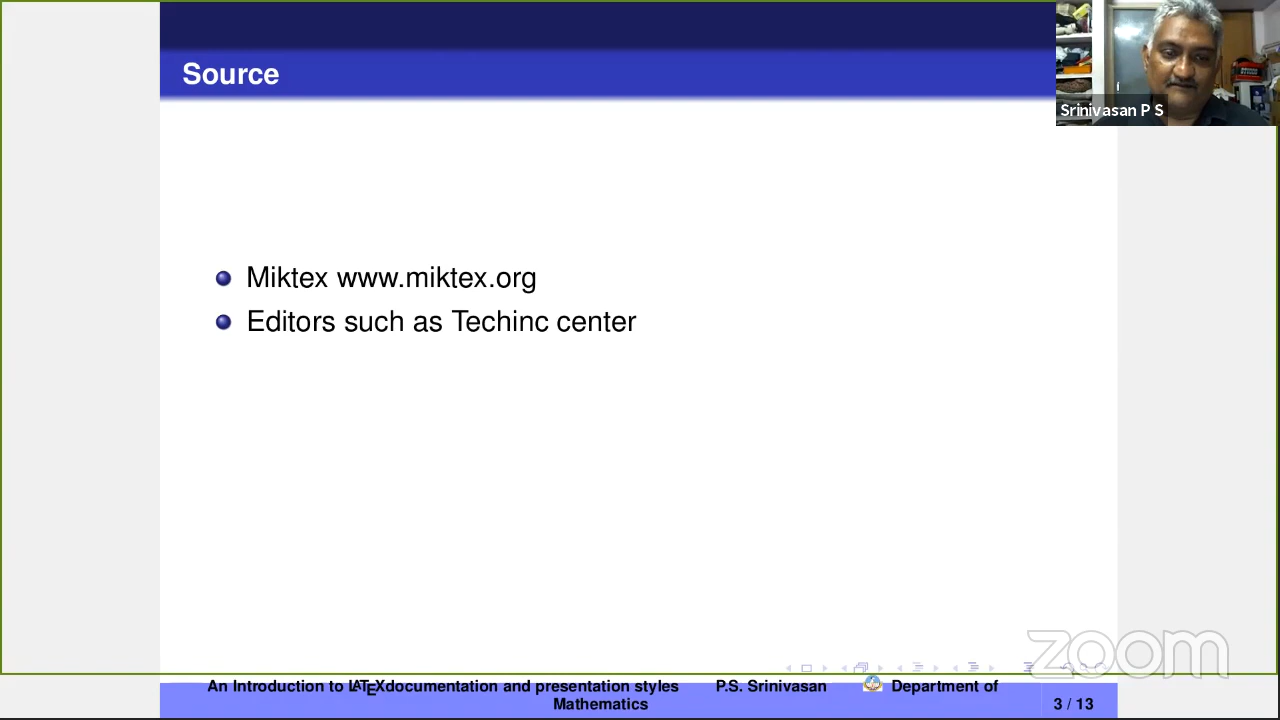 Source
Srinivasan P S
Miktex www.miktex.org
Editors such as Techinc center
zoom
An Introduction to LATEXdocumentation and presentation styles P.S. Srinivasan Department of
Mathematics
3 / 13